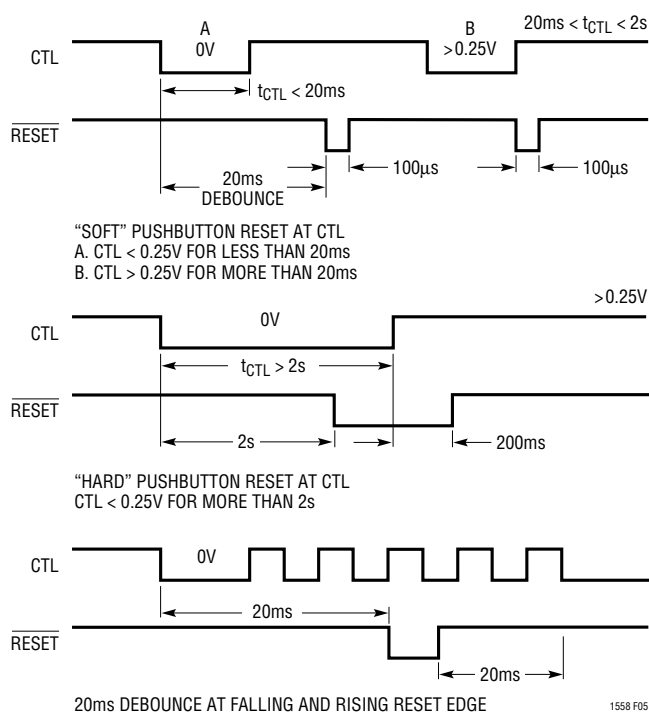 A
0V
B
>0.25V
20ms < tCTL < 2s
CTL
tCTL < 20ms
RESET
100µs
100µs
20ms
DEBOUNCE
“SOFT” PUSHBUTTON RESET AT CTL
A. CTL < 0.25V FOR LESS THAN 20ms
B. CTL > 0.25V FOR MORE THAN 20ms
>0.25V
CTL
0V
tCTL > 2s
RESET
2s
200ms
“HARD” PUSHBUTTON RESET AT CTL
CTL < 0.25V FOR MORE THAN 2s
CTL
0V
20ms
RESET
20ms
20ms DEBOUNCE AT FALLING AND RISING RESET EDGE
1558 F05